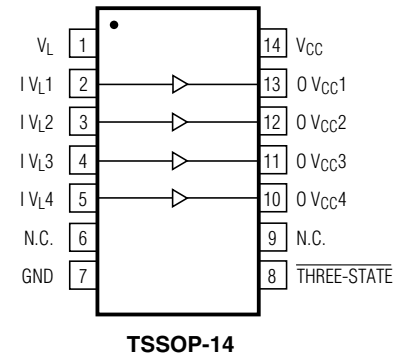 VL 1 14 VCC
I VL1 2 13 O VCC1
I VL2 3 12 O VCC2
I VL3 4 11 O VCC3
I VL4 5 10 O VCC4
N.C. 6 9 N.C.
GND 7 8 THREE-STATE
TSSOP-14